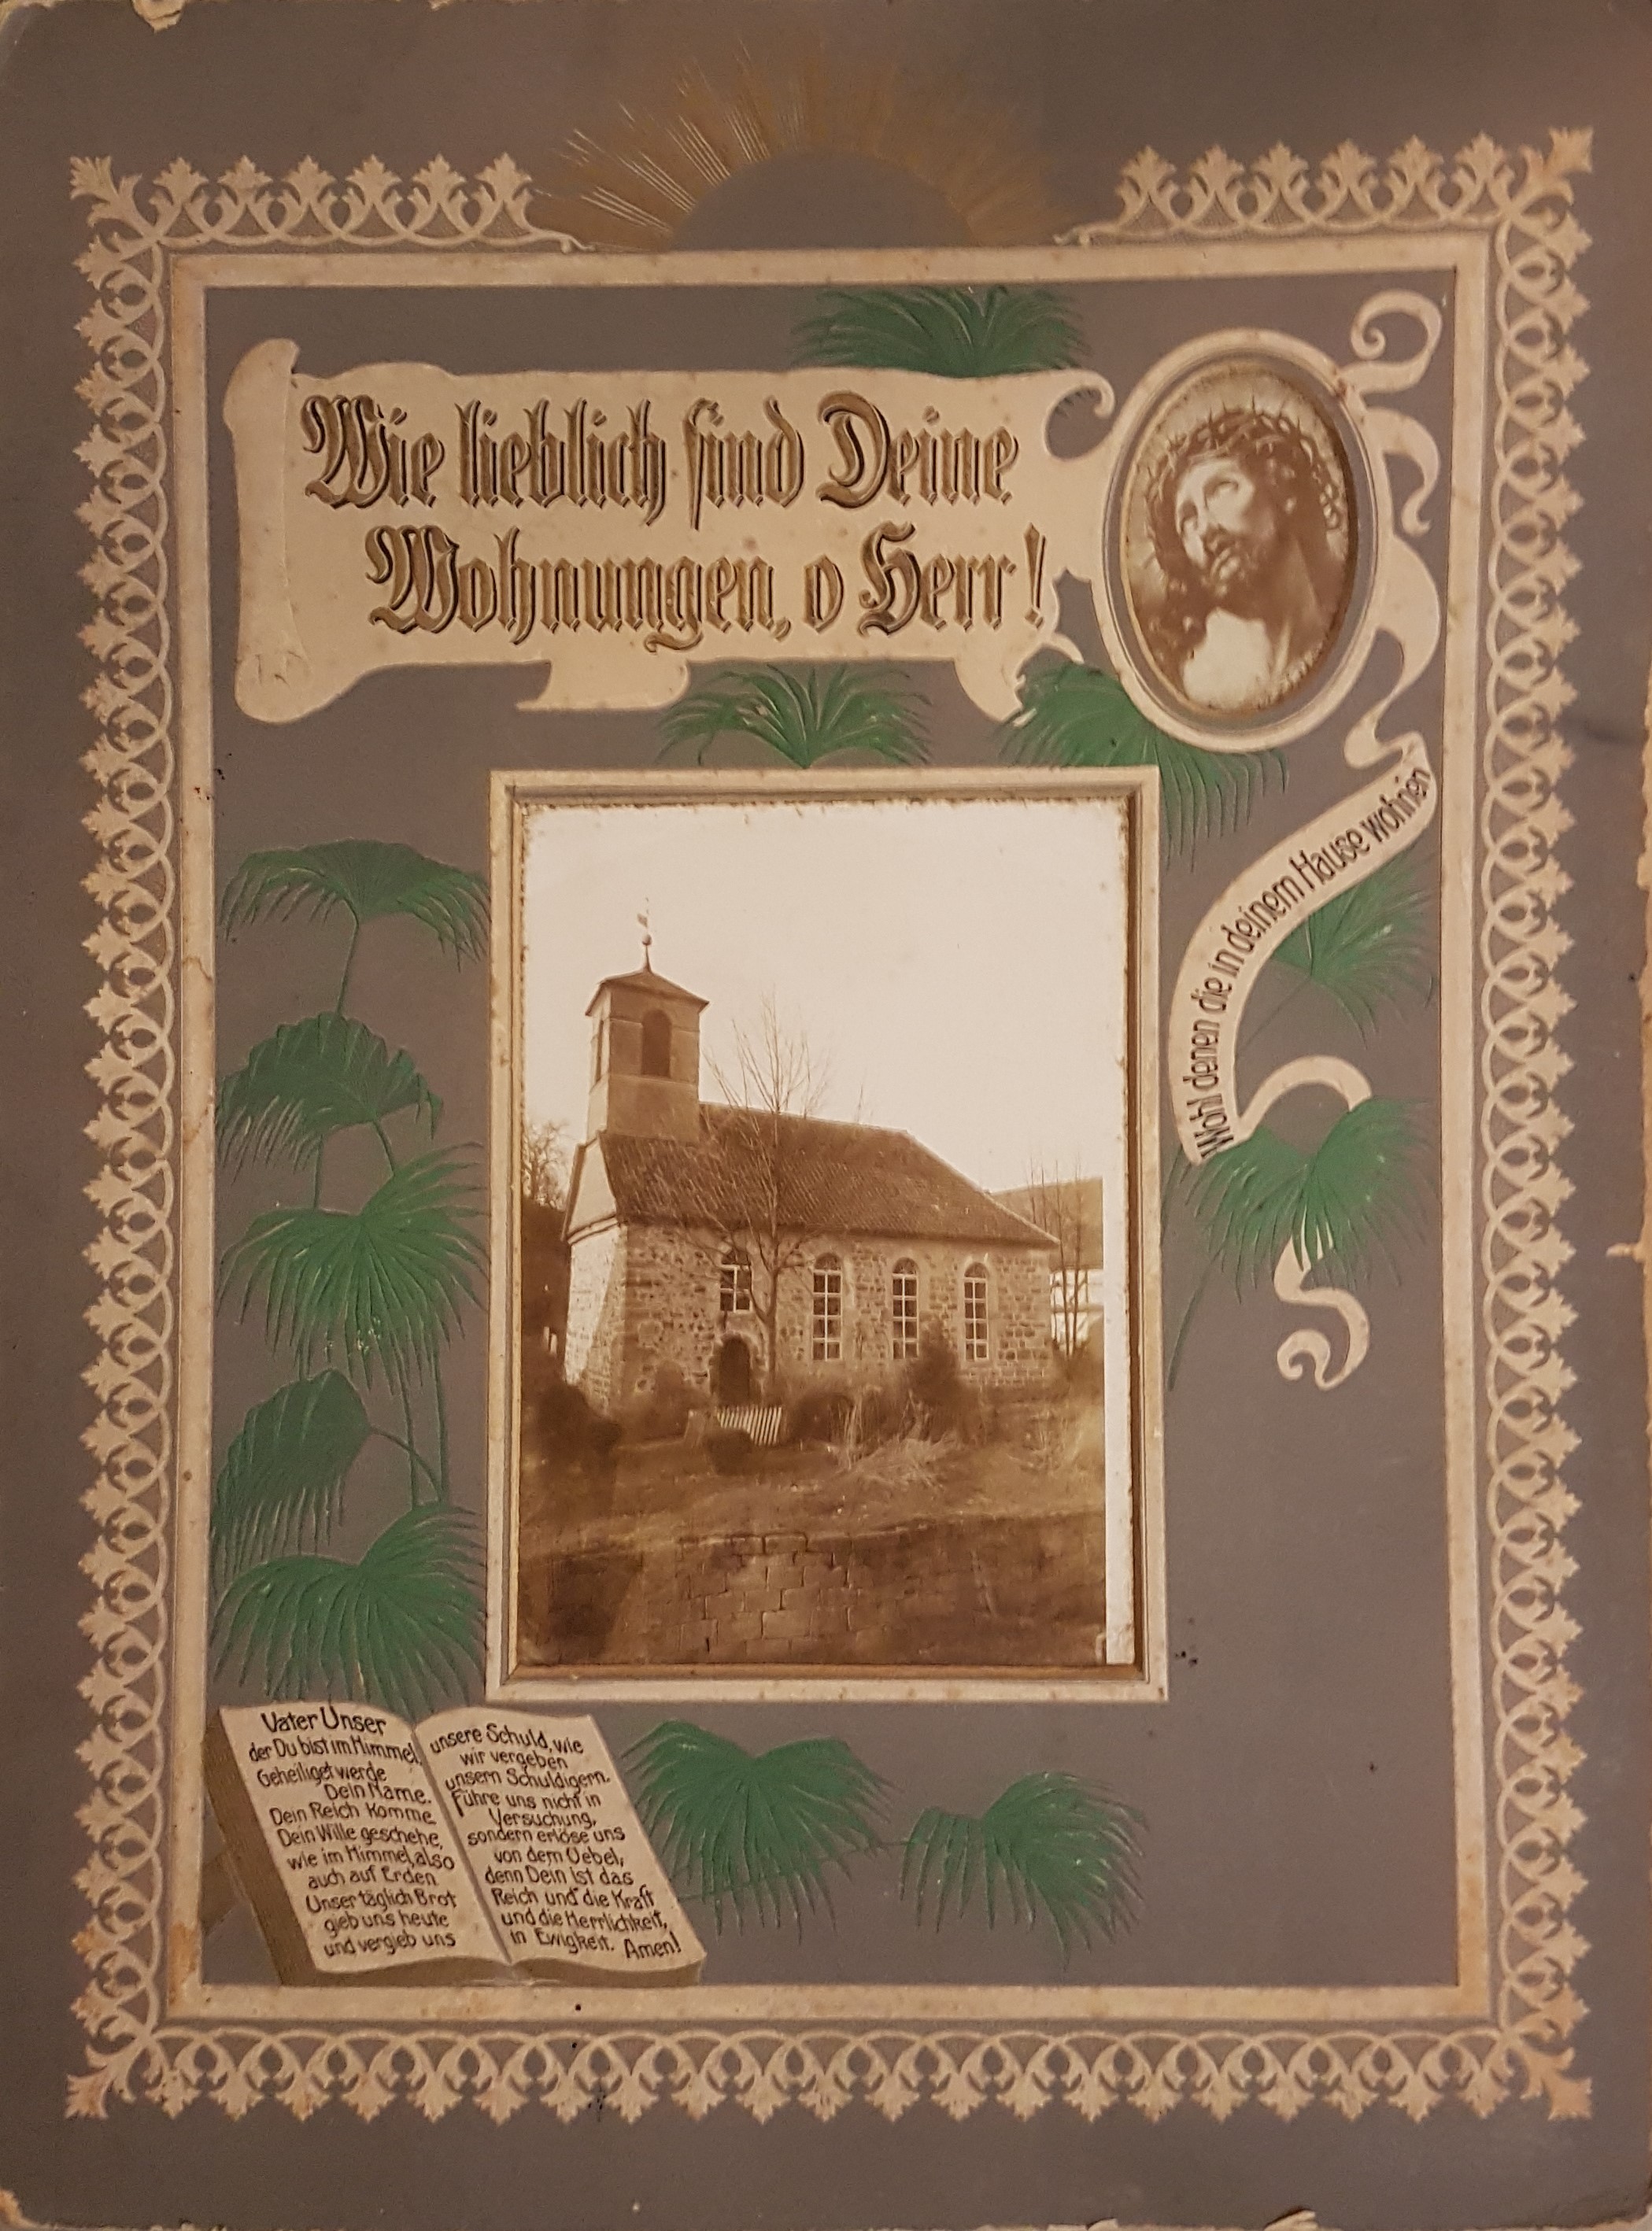 Wie lieblich sind Deine
Wohnungen, o Herr!
Wohl denen die in deinem Hause wohnen
Vater Unser
der Du bist im Himmel.
Geheiliget werde
Dein Name.
Dein Reich komme
Dein Wille geschehe,
wie im Himmel, also
auch auf Erden
Unser täglich Brot
gieb uns heute
und vergieb uns
unsere Schuld, wie
wir vergeben
unsern Schuldigern.
Führe uns nicht in
Versuchung,
sondern erlöse uns
von dem Uebel,
denn Dein ist das
Reich und die Kraft
und die Herrlichkeit,
in Ewigkeit. Amen!